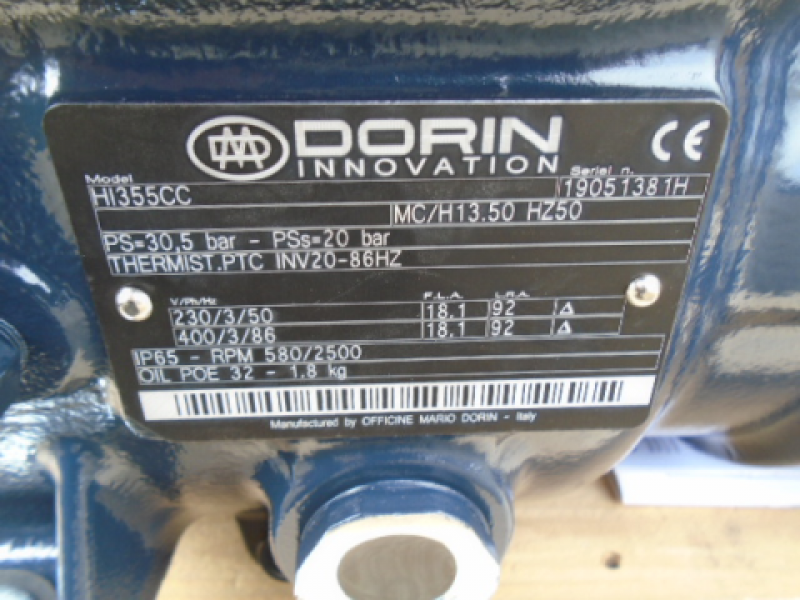 DORIN
INNOVATION
CE
Model
Serial n.
HI355CC
19051381H
MC/H13.50 HZ50
PS=30,5 bar - PSs=20 bar
THERMIST.PTC INV20-86HZ
V/Ph/Hz F.L.A. L.R.A.
230/3/50 18.1 92 Δ
400/3/86 18.1 92 Δ
IP65 - RPM 580/2500
OIL POE 32 - 1.8 kg
Manufactured by OFFICINE MARIO DORIN - Italy